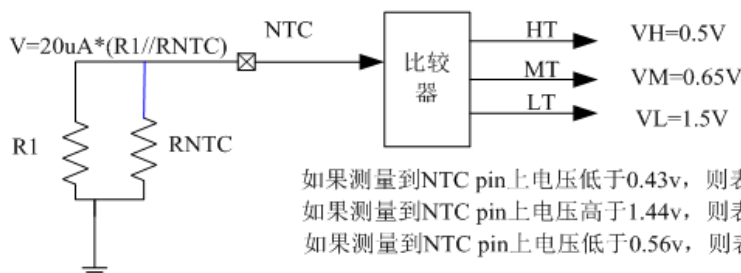 V=20uA*(R1//RNTC)
NTC
比较
器
HT
VH=0.5V
MT
VM=0.65V
LT
VL=1.5V
R1
RNTC
如果测量到NTC pin上电压低于0.43v，则
如果测量到NTC pin上电压高于1.44v，则
如果测量到NTC pin上电压低于0.56v，则